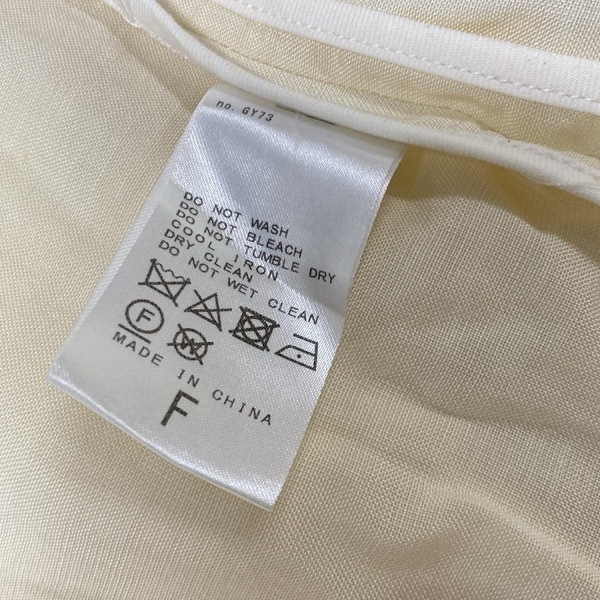 no. GY73
DO NOT WASH
DO NOT BLEACH
DO NOT TUMBLE DRY
COOL IRON
DRY CLEAN
DO NOT WET CLEAN
F W
MADE IN CHINA
F